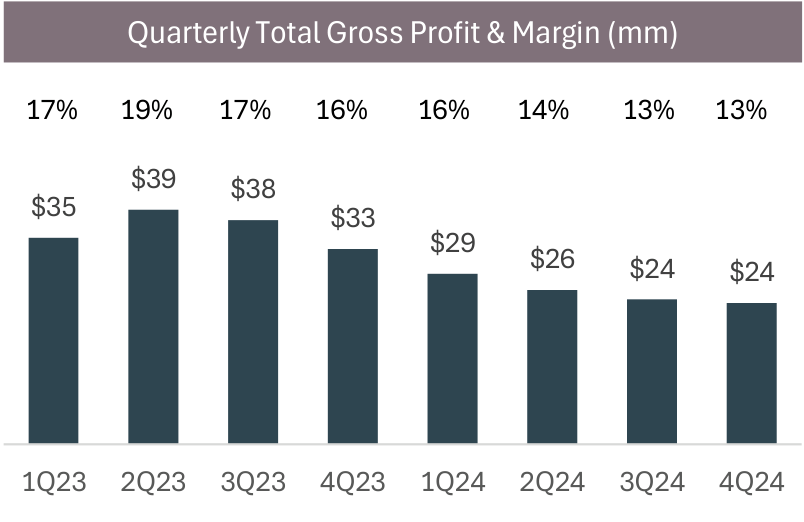 Quarterly Total Gross Profit & Margin (mm)
17% 19% 17% 16% 16% 14% 13% 13%
$35 $39 $38 $33 $29 $26 $24 $24
1Q23 2Q23 3Q23 4Q23 1Q24 2Q24 3Q24 4Q24